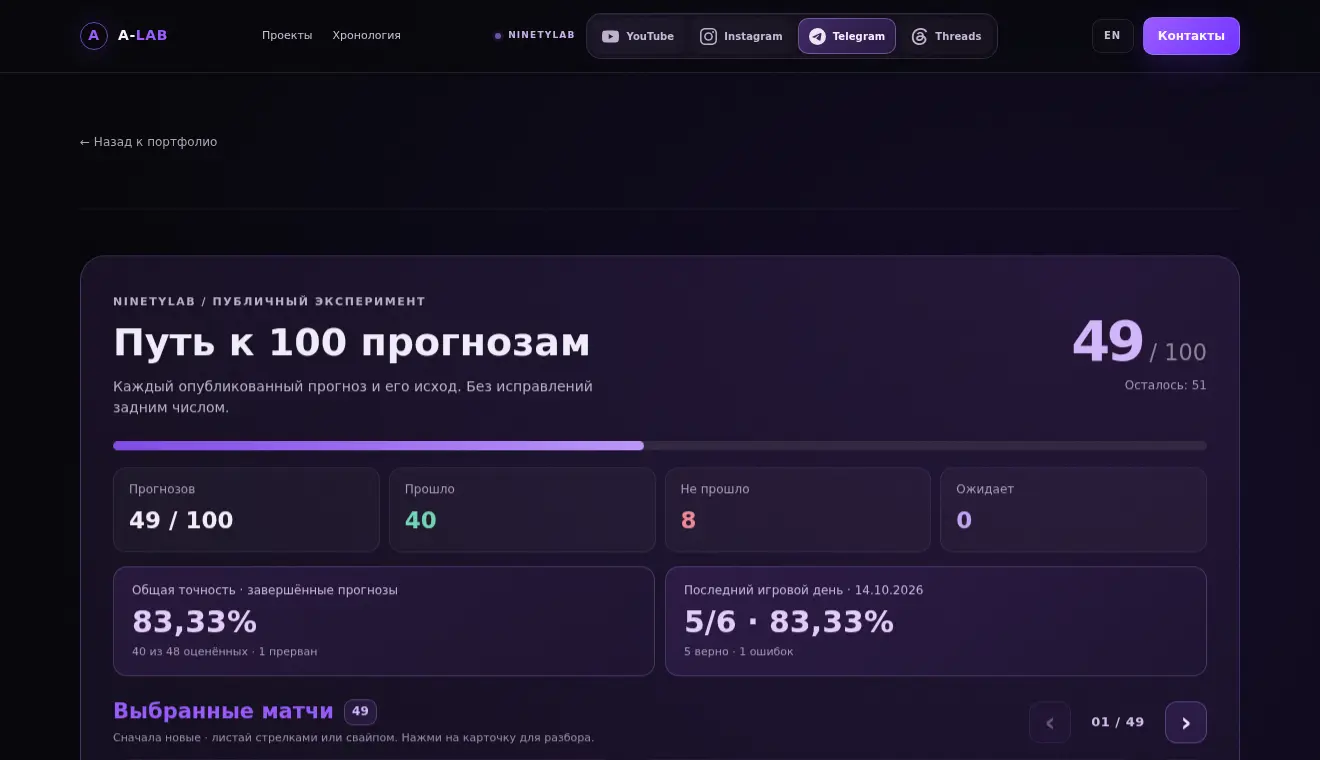 A A-LAB
Проекты Хронология
NINETYLAB YouTube Instagram Telegram Threads
EN Контакты
← Назад к портфолио
NINETYLAB / ПУБЛИЧНЫЙ ЭКСПЕРИМЕНТ
Путь к 100 прогнозам
Каждый опубликованный прогноз и его исход. Без исправлений
задним числом.
49 / 100
Осталось: 51
Прогнозов
49 / 100
Прошло
40
Не прошло
8
Ожидает
0
Общая точность · завершённые прогнозы
83,33%
40 из 48 оценённых · 1 прерван
Последний игровой день · 14.10.2026
5/6 · 83,33%
5 верно · 1 ошибок
Выбранные матчи 49
Сначала новые · листай стрелками или свайпом. Нажми на карточку для разбора.
‹ 01 / 49 ›